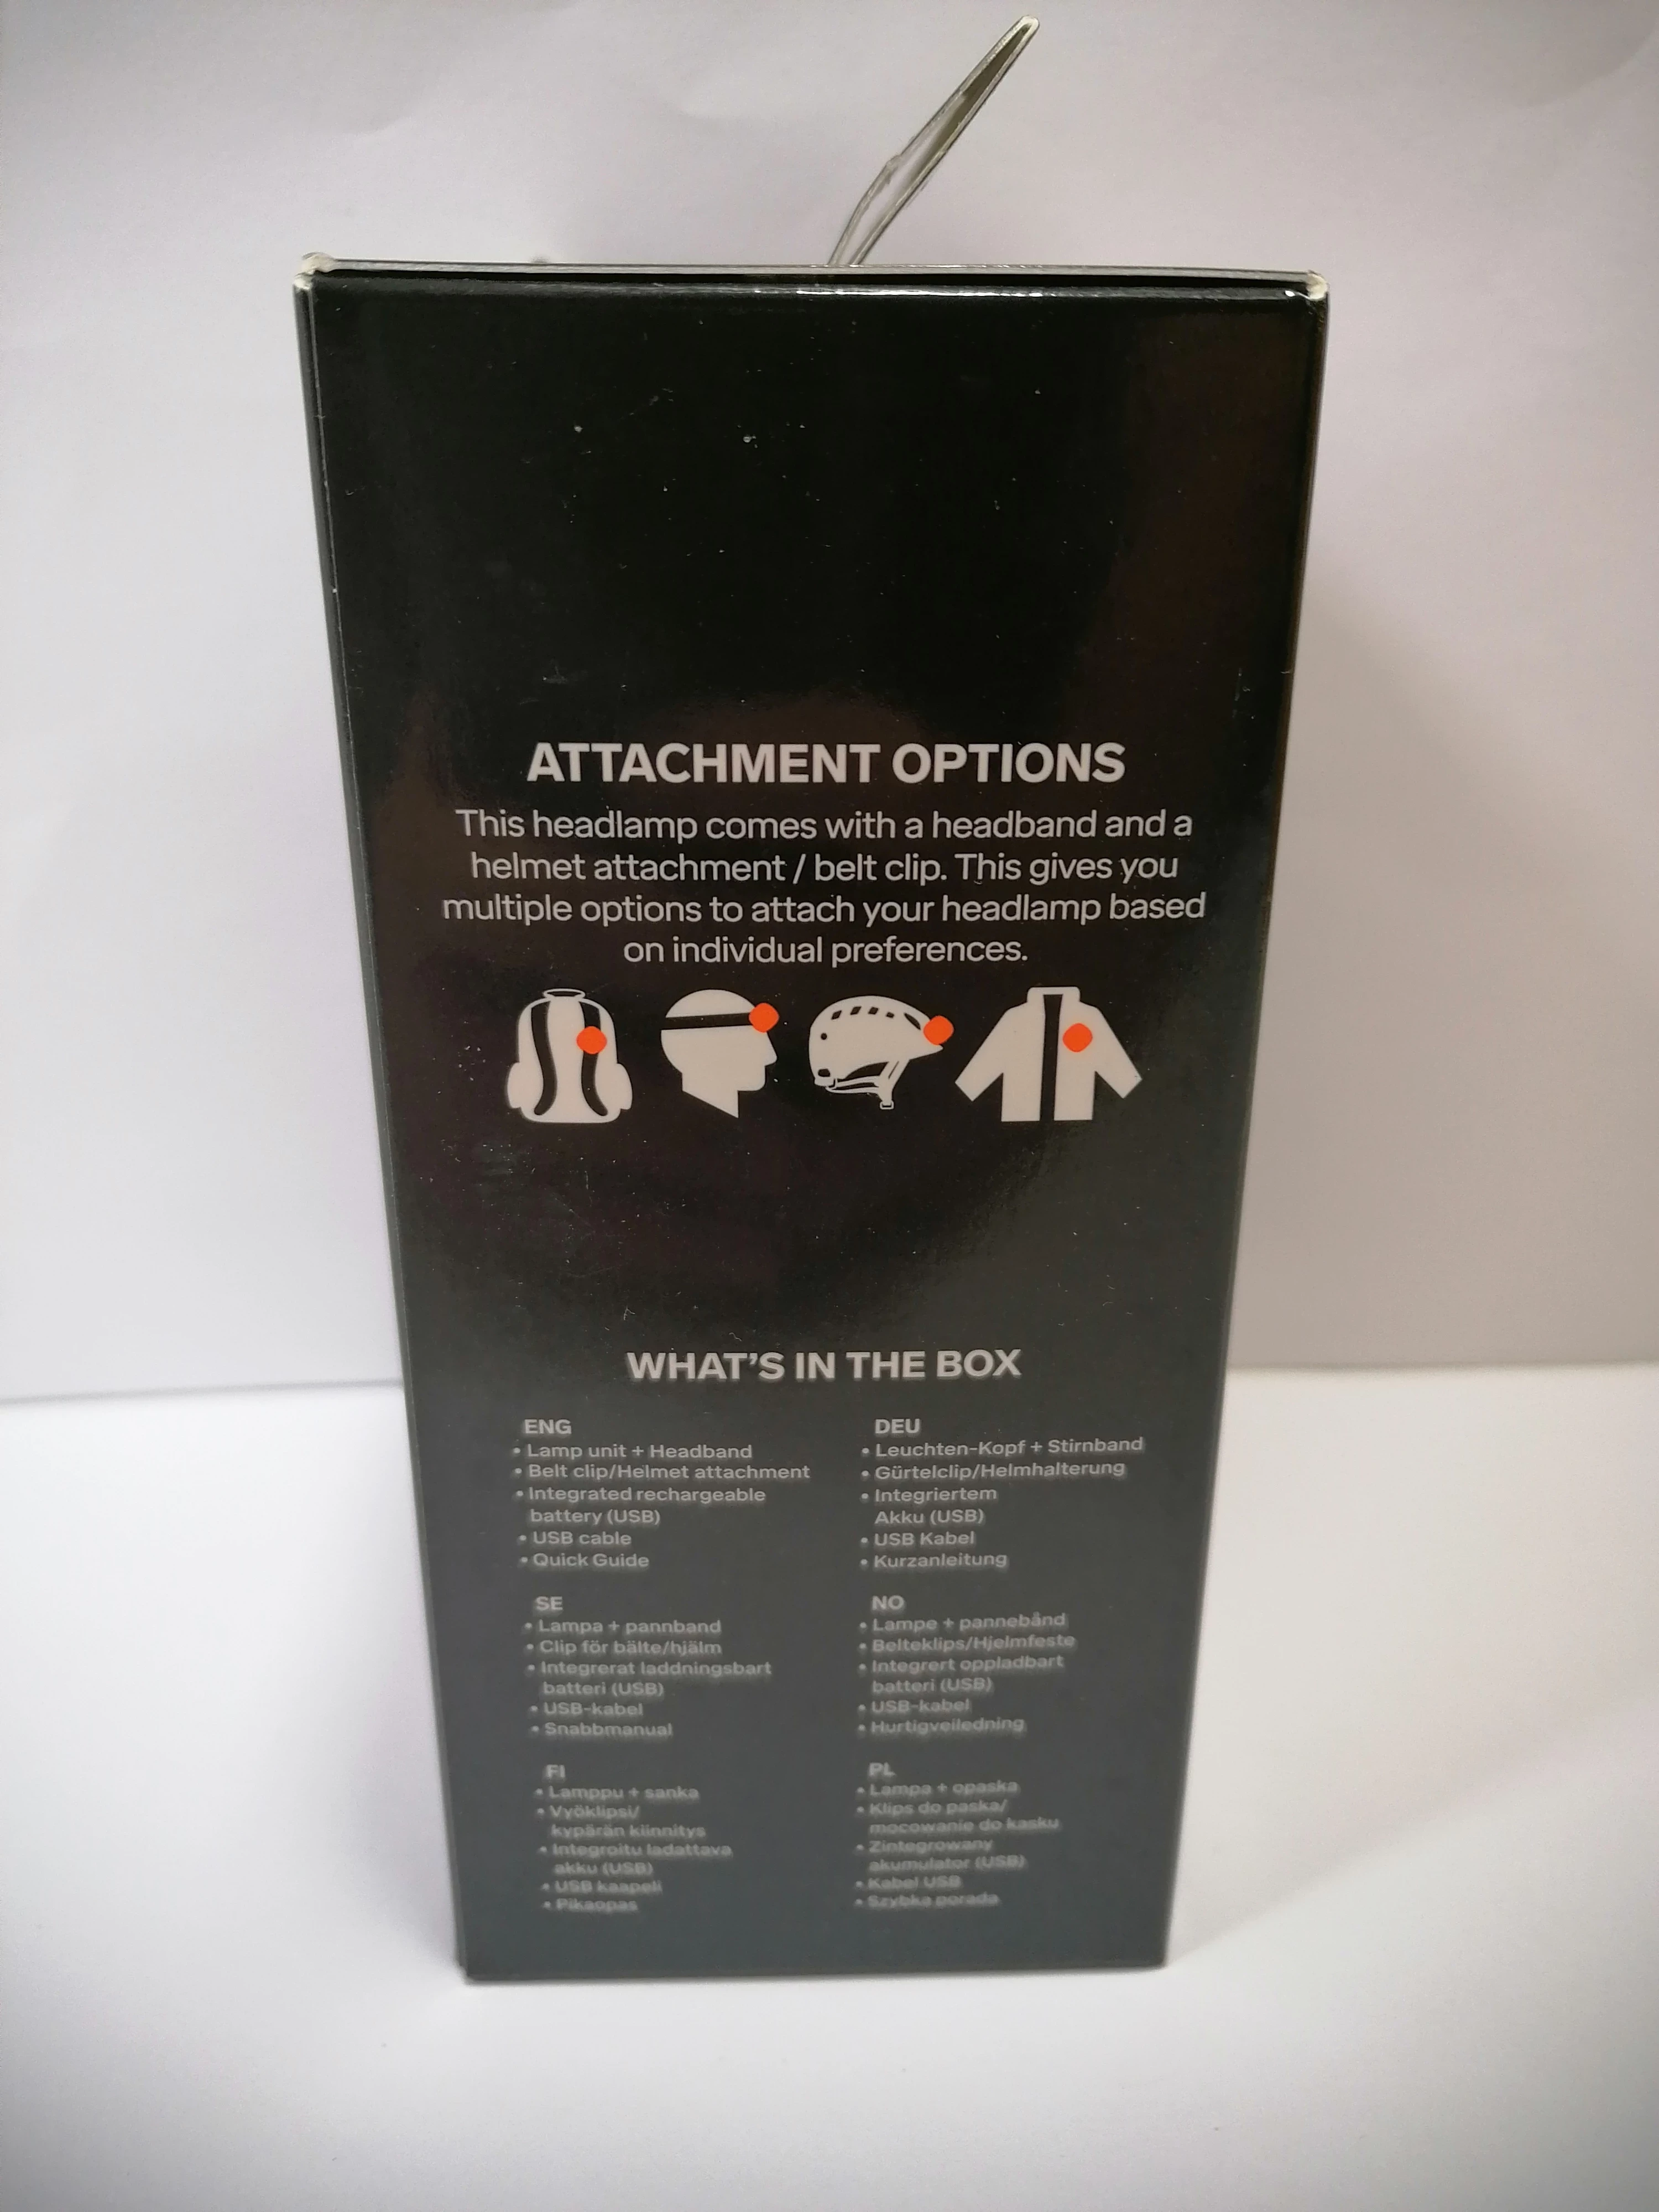 ATTACHMENT OPTIONS
This headlamp comes with a headband and a
helmet attachment / belt clip. This gives you
multiple options to attach your headlamp based
on individual preferences.
WHAT'S IN THE BOX
ENG
• Lamp unit + Headband
• Belt clip/Helmet attachment
• Integrated rechargeable
battery (USB)
• USB cable
• Quick Guide
DEU
• Leuchten-Kopf + Stirnband
• Gürtelclip/Helmhalterung
• Integriertem
Akku (USB)
• USB Kabel
• Kurzanleitung
SE
• Lampa + pannband
• Clip för bälte/hjälm
• Integrerat laddningsbart
batteri (USB)
• USB-kabel
• Snabbmanual
NO
• Lampe + pannebånd
• Belteklips/Hjelmfeste
• Integrert oppladbart
batteri (USB)
• USB-kabel
• Hurtigveiledning
FI
• Lamppu + sanka
• Vyöklipsi/
kypärän kiinnitys
• Integroitu ladattava
akku (USB)
• USB kaapeli
• Pikaopas
PL
• Lampa + opaska
• Klips do paska/
mocowanie do kasku
• Zintegrowany
akumulator (USB)
• Kabel USB
• Szybka porada